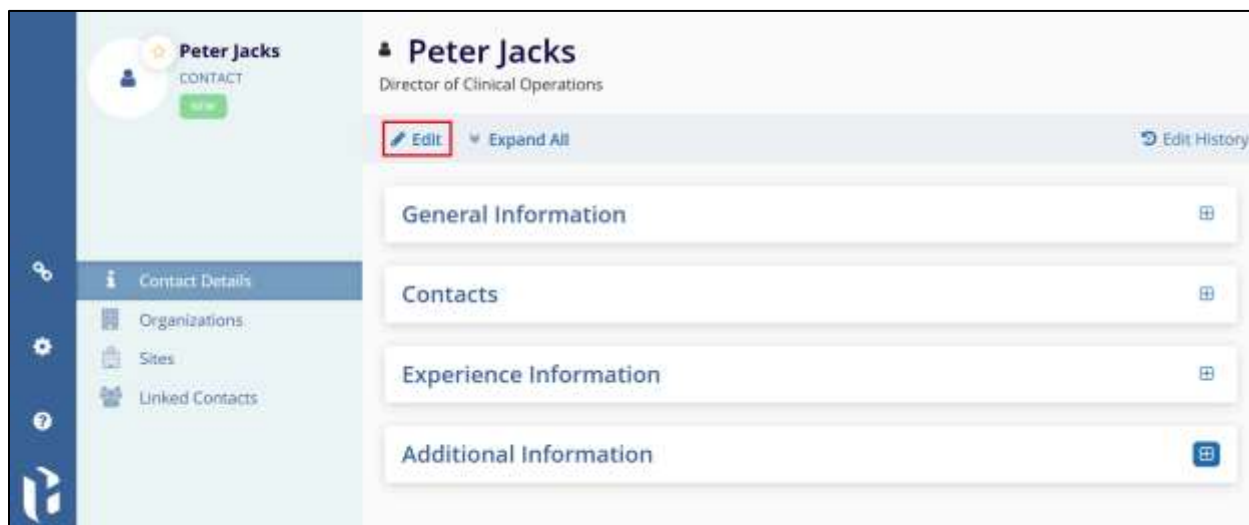 Peter Jacks
CONTACT
NEW
Contact Details
Organizations
Sites
Linked Contacts
Peter Jacks
Director of Clinical Operations
Edit
Expand All
Edit History
General Information
Contacts
Experience Information
Additional Information